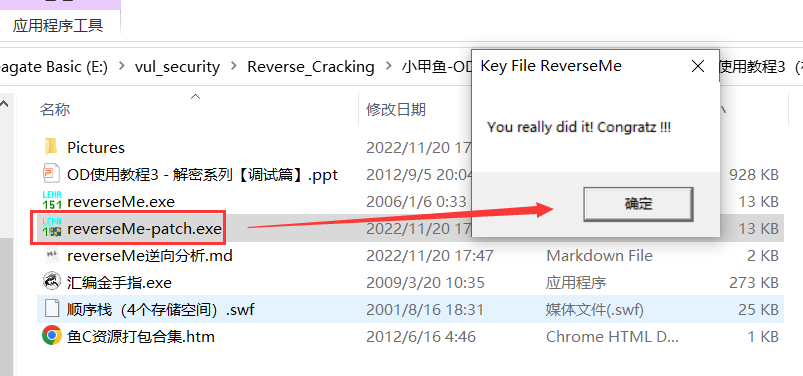 应用程序工具
eagate Basic (E:) > vul_security > Reverse_Cracking > 小甲鱼-OD 使用教程3（
Key File ReverseMe
You really did it! Congratz !!!
确定
名称 修改日期
Pictures 2022/11/20 17
OD使用教程3 - 解密系列【调试篇】.ppt 2012/9/5 20:04 928 KB
LENA 151 reverseMe.exe 2006/1/6 0:33 13 KB
LENA reverseMe-patch.exe 2022/11/20 17 13 KB
reverseMe逆向分析.md 2022/11/20 17:47 Markdown File 2 KB
汇编金手指.exe 2009/3/20 10:35 应用程序 273 KB
顺序栈（4个存储空间）.swf 2001/8/16 18:31 媒体文件(.swf) 25 KB
鱼C资源打包合集.htm 2012/6/16 4:46 Chrome HTML D... 1 KB